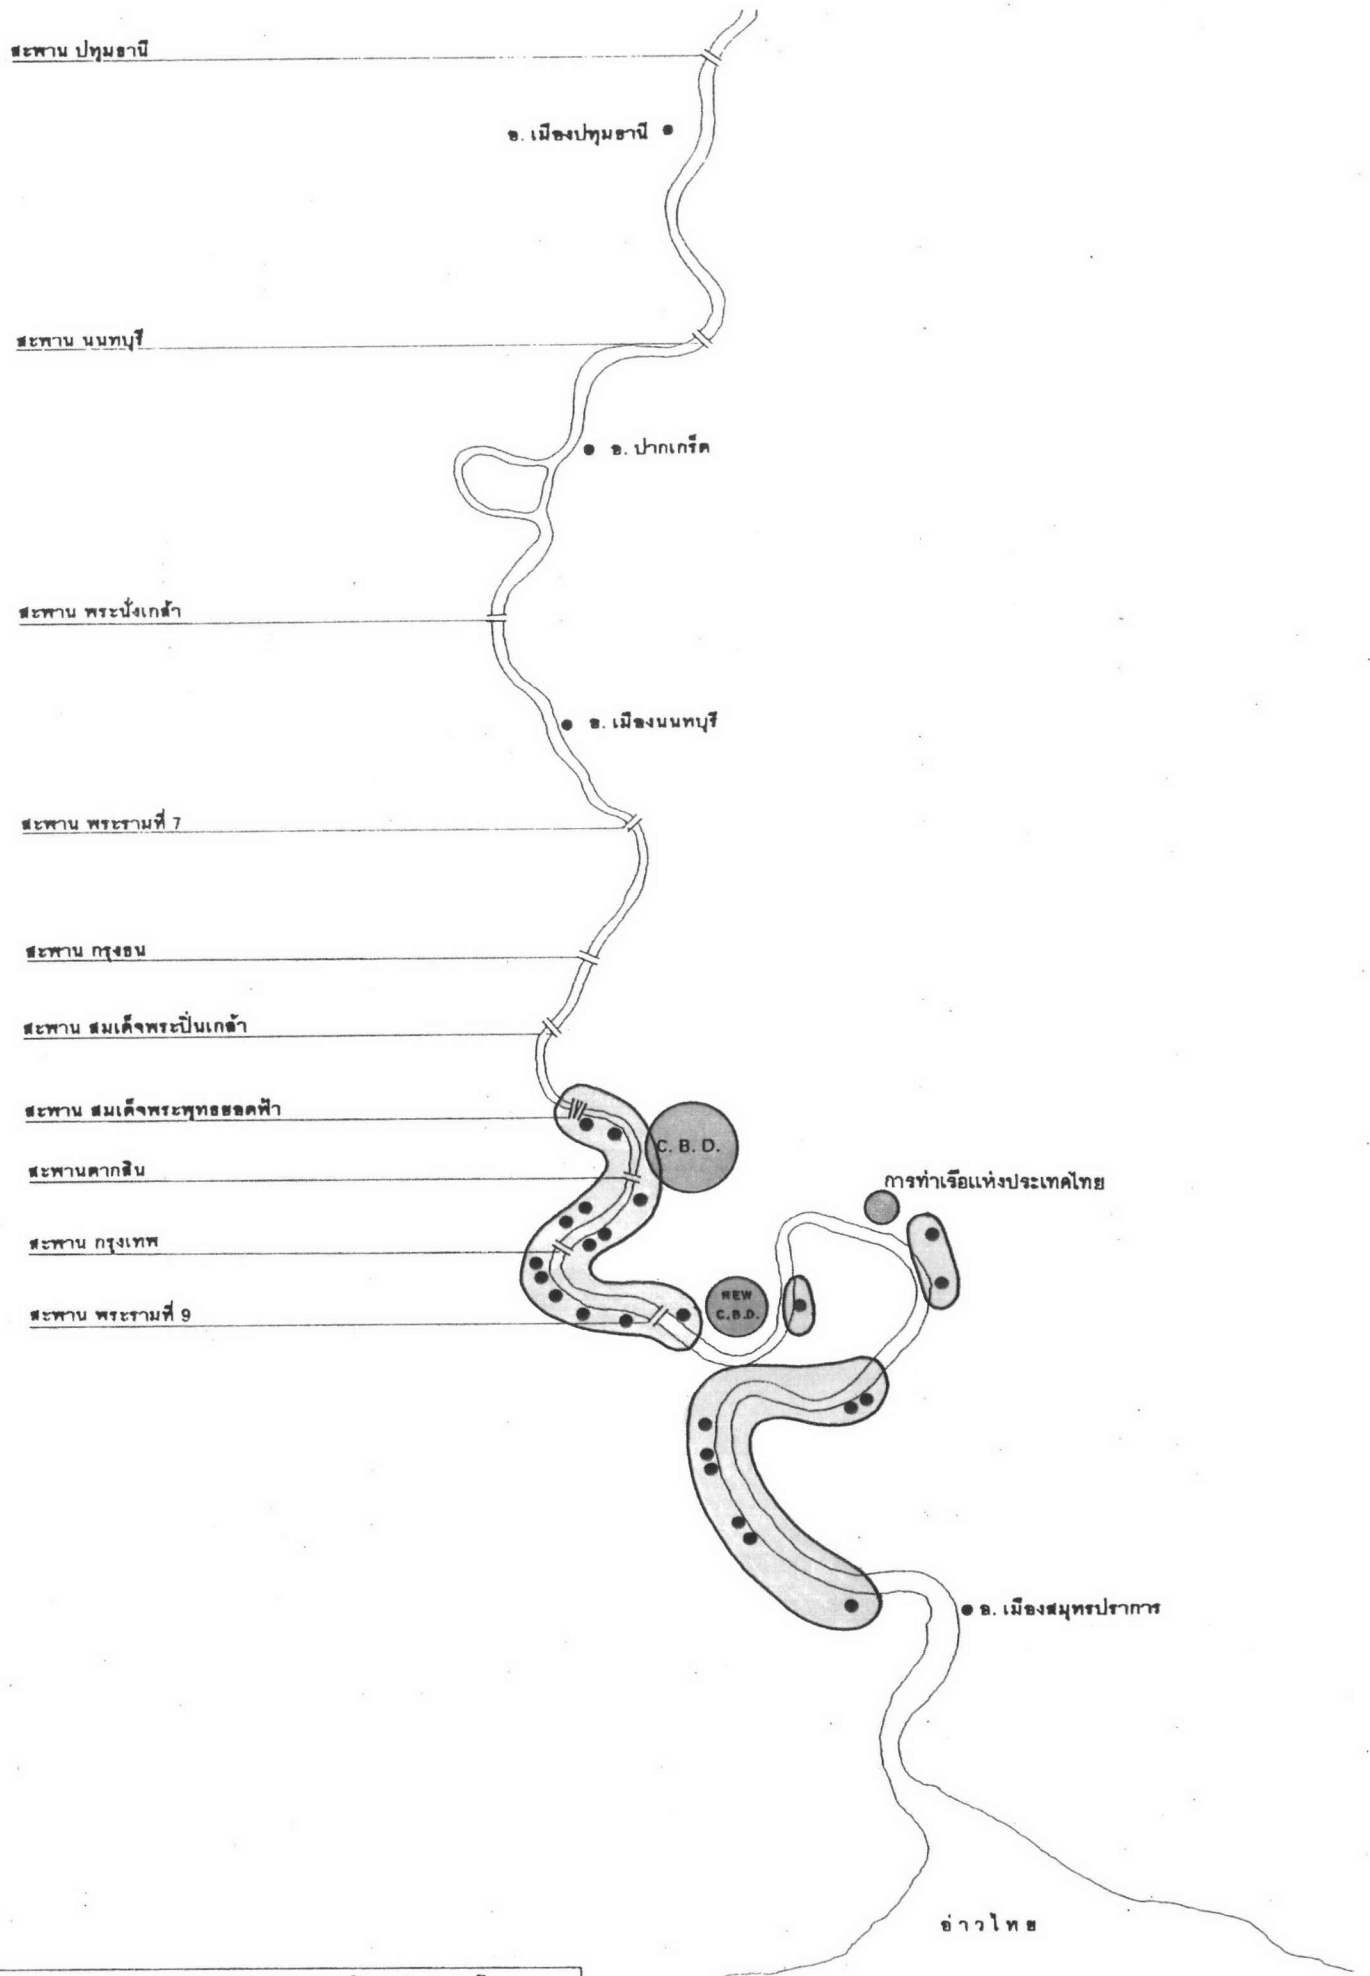 สะพาน ปทุมธานี
อ. เมืองปทุมธานี
สะพาน นนทบุรี
อ. ปากเกร็ด
สะพาน พระนั่งเกล้า
อ. เมืองนนทบุรี
สะพาน พระรามที่ 7
สะพาน กรุงธน
สะพาน สมเด็จพระปิ่นเกล้า
สะพาน สมเด็จพระพุทธยอดฟ้า
C. B. D.
สะพานตากสิน
การท่าเรือแห่งประเทศไทย
สะพาน กรุงเทพ
NEW
C.B.D.
สะพาน พระรามที่ 9
อ. เมืองสมุทรปราการ
อ่าวไทย